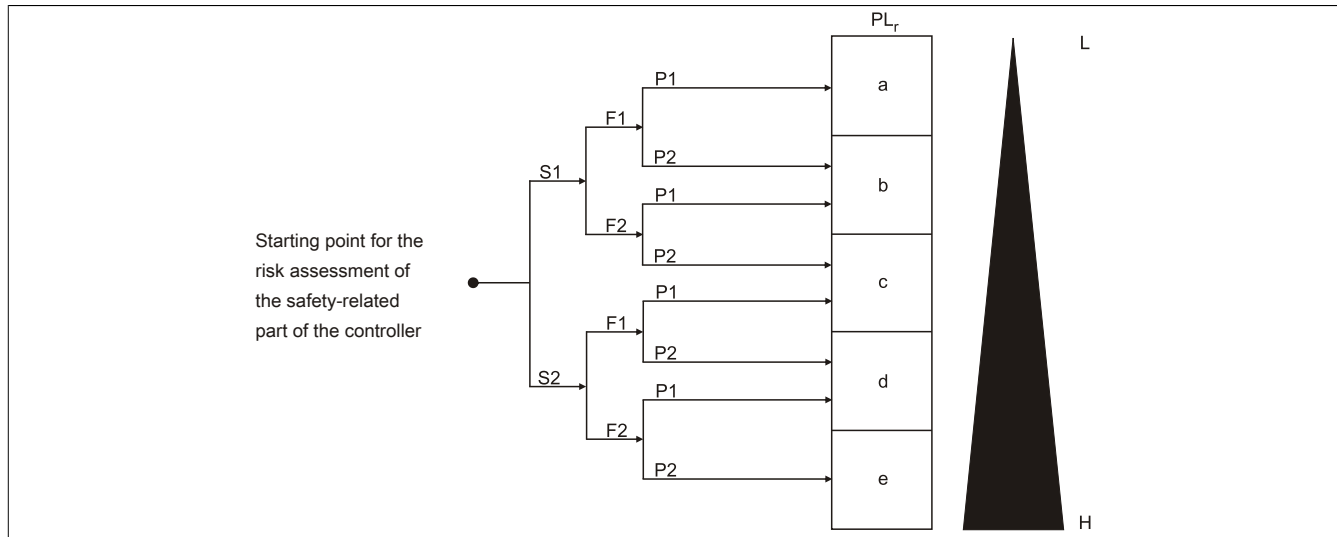 PLr
L
P1
a
F1
P2
S1
b
P1
F2
Starting point for the
risk assessment of
the safety-related
part of the controller
P2
c
P1
F1
P2
S2
d
P1
F2
P2
e
H